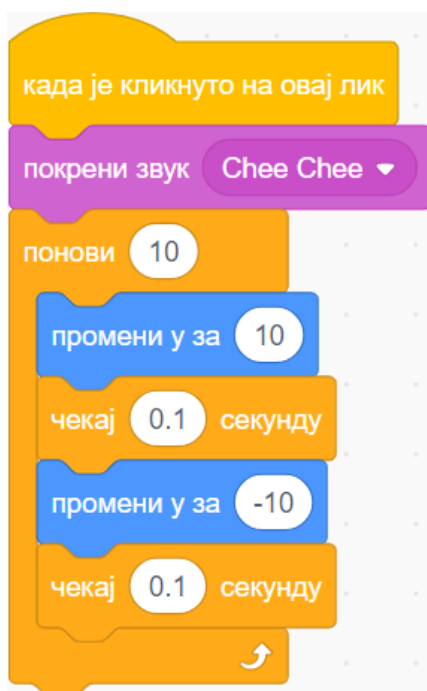 када је кликнуто на овај лик
покрени звук Chee Chee
понови 10
промени y за 10
чекај 0.1 секунду
промени y за -10
чекај 0.1 секунду